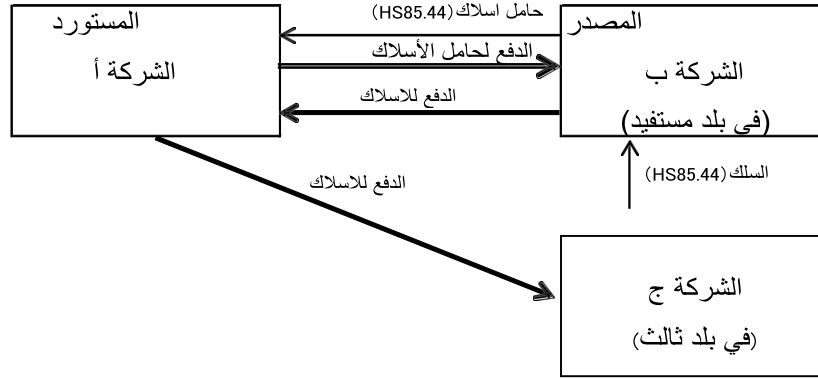 المستورد
الشركة أ
حامل اسلاك (HS85.44)
الدفع لحامل الأسلاك
الدفع للاسلاك
المصدر
الشركة ب
(في بلد مستفيد)
الدفع للاسلاك
السلك (HS85.44)
الشركة ج
(في بلد ثالث)